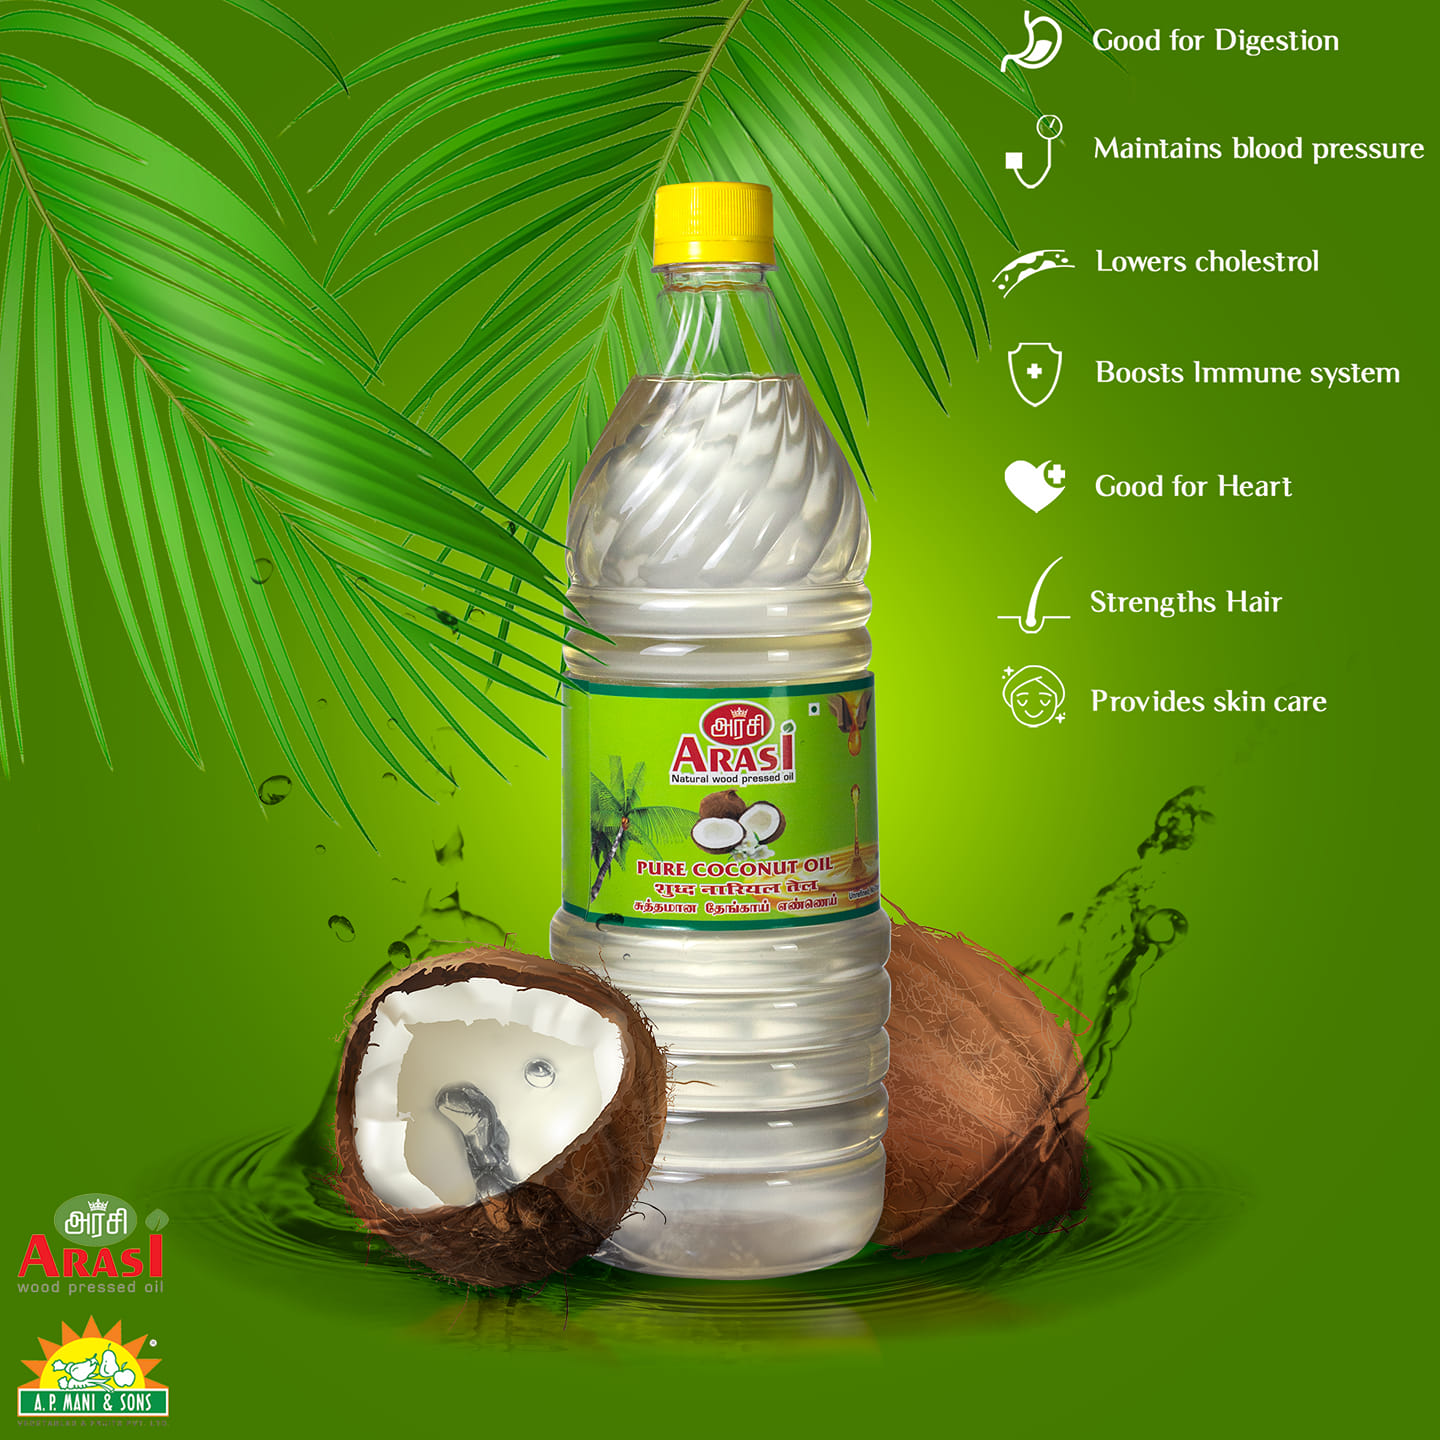 Good for Digestion
Maintains blood pressure
Lowers cholestrol
Boosts Immune system
Good for Heart
Strengths Hair
Provides skin care
அரசி
ARASI
Natural wood pressed oil
PURE COCONUT OIL
शुध्द नारियल तेल
சுத்தமான தேங்காய் எண்ணெய்
அரசி
ARASI
wood pressed oil
A. P. MANI & SONS